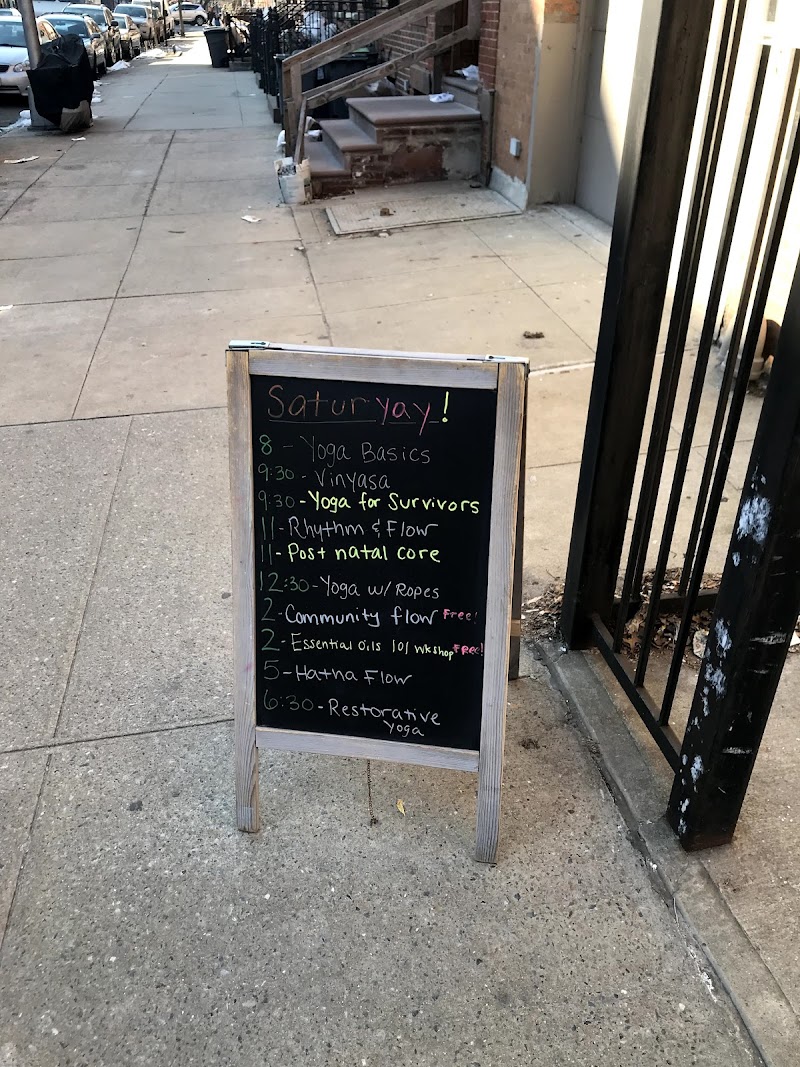 Satur yay!
8 - Yoga Basics
9:30 - Vinyasa
9:30 - Yoga for Survivors
11 - Rhythm & Flow
11 - Post natal core
12:30 - Yoga w/ Ropes
2 - Community flow Free!
2 - Essential Oils 101 wkshop Free!
5 - Hatha Flow
6:30 - Restorative
Yoga